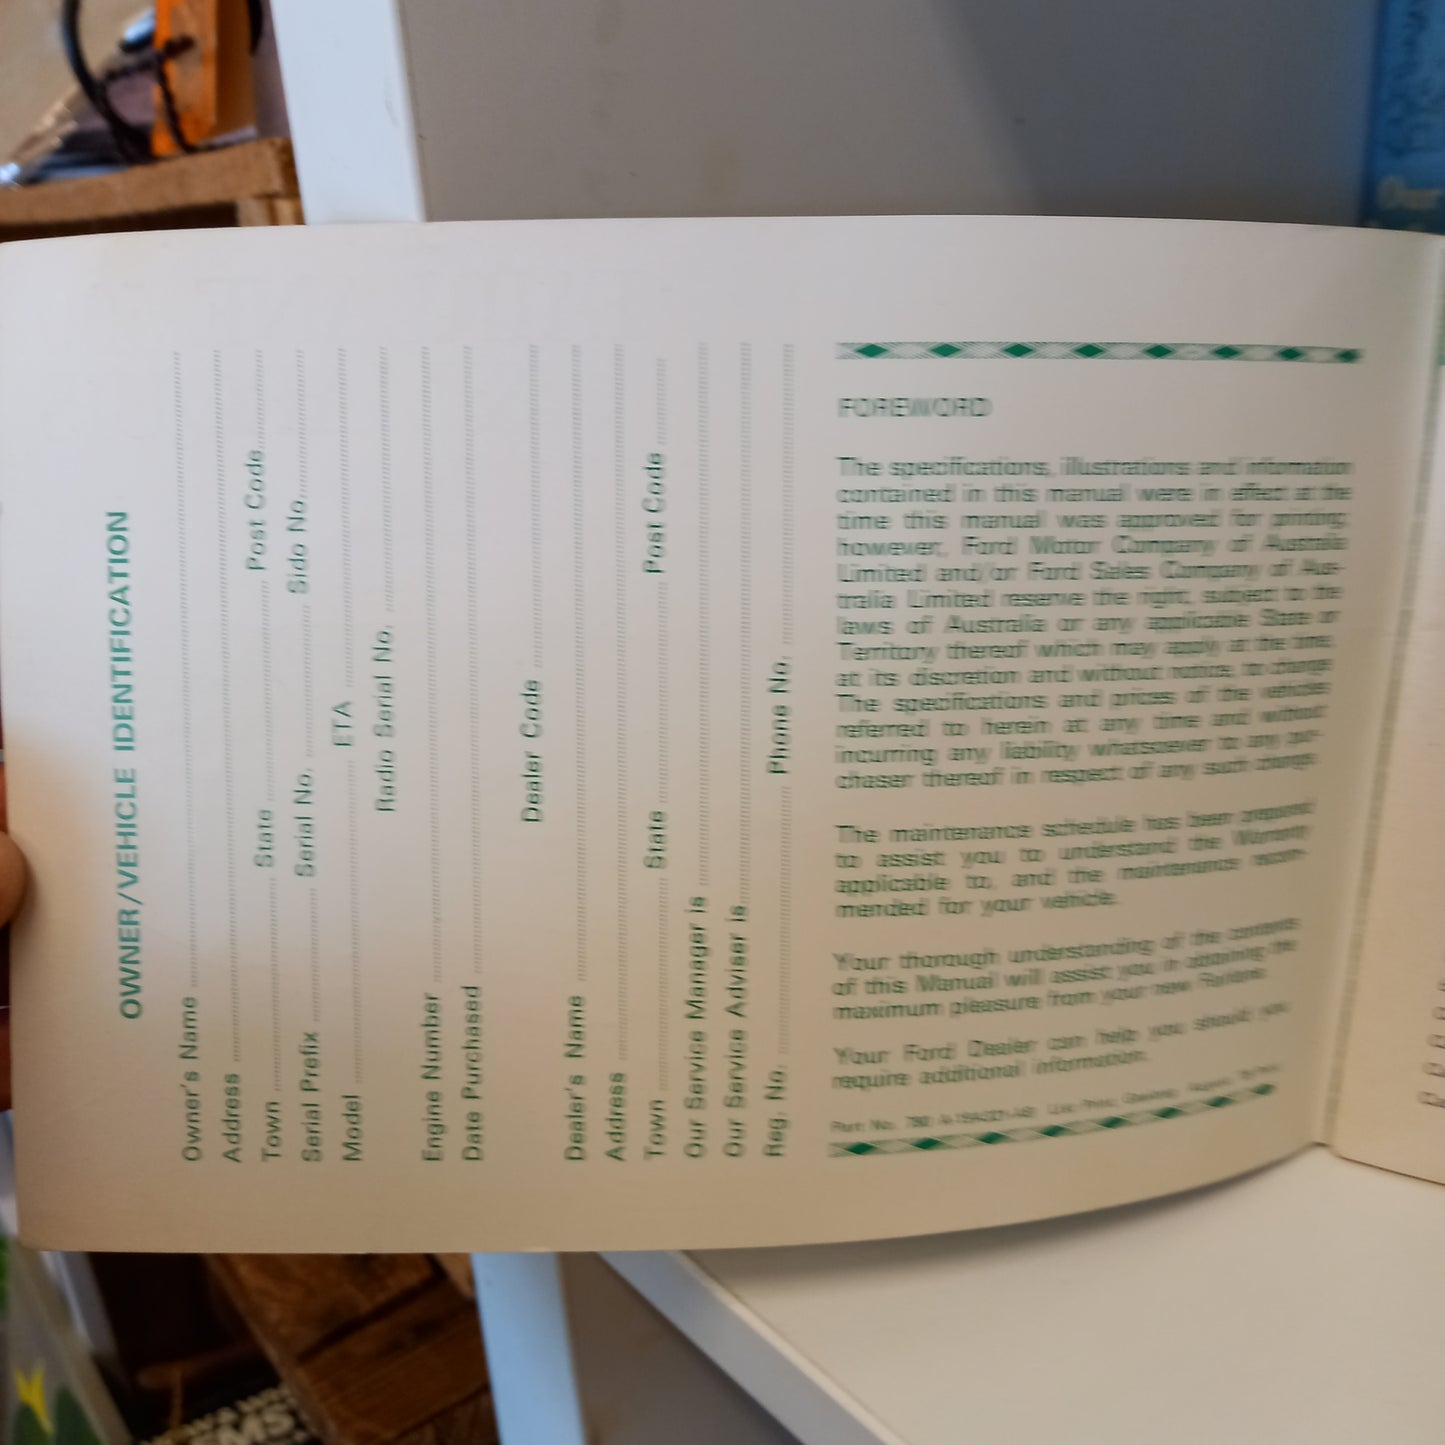 OWNER/VEHICLE IDENTIFICATION
Owner's Name
Address
Town State Post Code
Serial Prefix Serial No. Sido No.
Model ETA
Radio Serial No.
Engine Number
Date Purchased
Dealer Code
Dealer's Name
Address
Town State Post Code
Our Service Manager is
Our Service Adviser is
Reg. No. Phone No.
FOREWORD
The specifications, illustrations and information
contained in this manual were in effect at the
time this manual was approved for printing;
however, Ford Motor Company of Australia
Limited and/or Ford Sales Company of Aus-
tralia Limited reserve the right, subject to the
laws of Australia or any applicable State or
Territory thereof which may apply at the time,
at its discretion and without notice, to change
The specifications and prices of the vehicles
referred to herein at any time and without
incurring any liability whatsoever to any pur-
chaser thereof in respect of any such change.
The maintenance schedule has been prepared
to assist you to understand the Warranty
applicable to, and the maintenance recom-
mended for your vehicle.
Your thorough understanding of the contents
of this Manual will assist you in obtaining the
maximum pleasure from your new Fairlane.
Your Ford Dealer can help you should you
require additional information.
Part No.
Our
MS